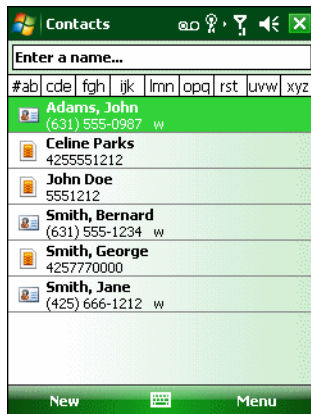 Contacts
Enter a name...
#ab cde fgh ijk lmn opq rst uvw xyz
Adams, John
(631) 555-0987 w
Celine Parks
4255551212
John Doe
5551212
Smith, Bernard
(631) 555-1234 w
Smith, George
4257770000
Smith, Jane
(425) 666-1212 w
New Menu